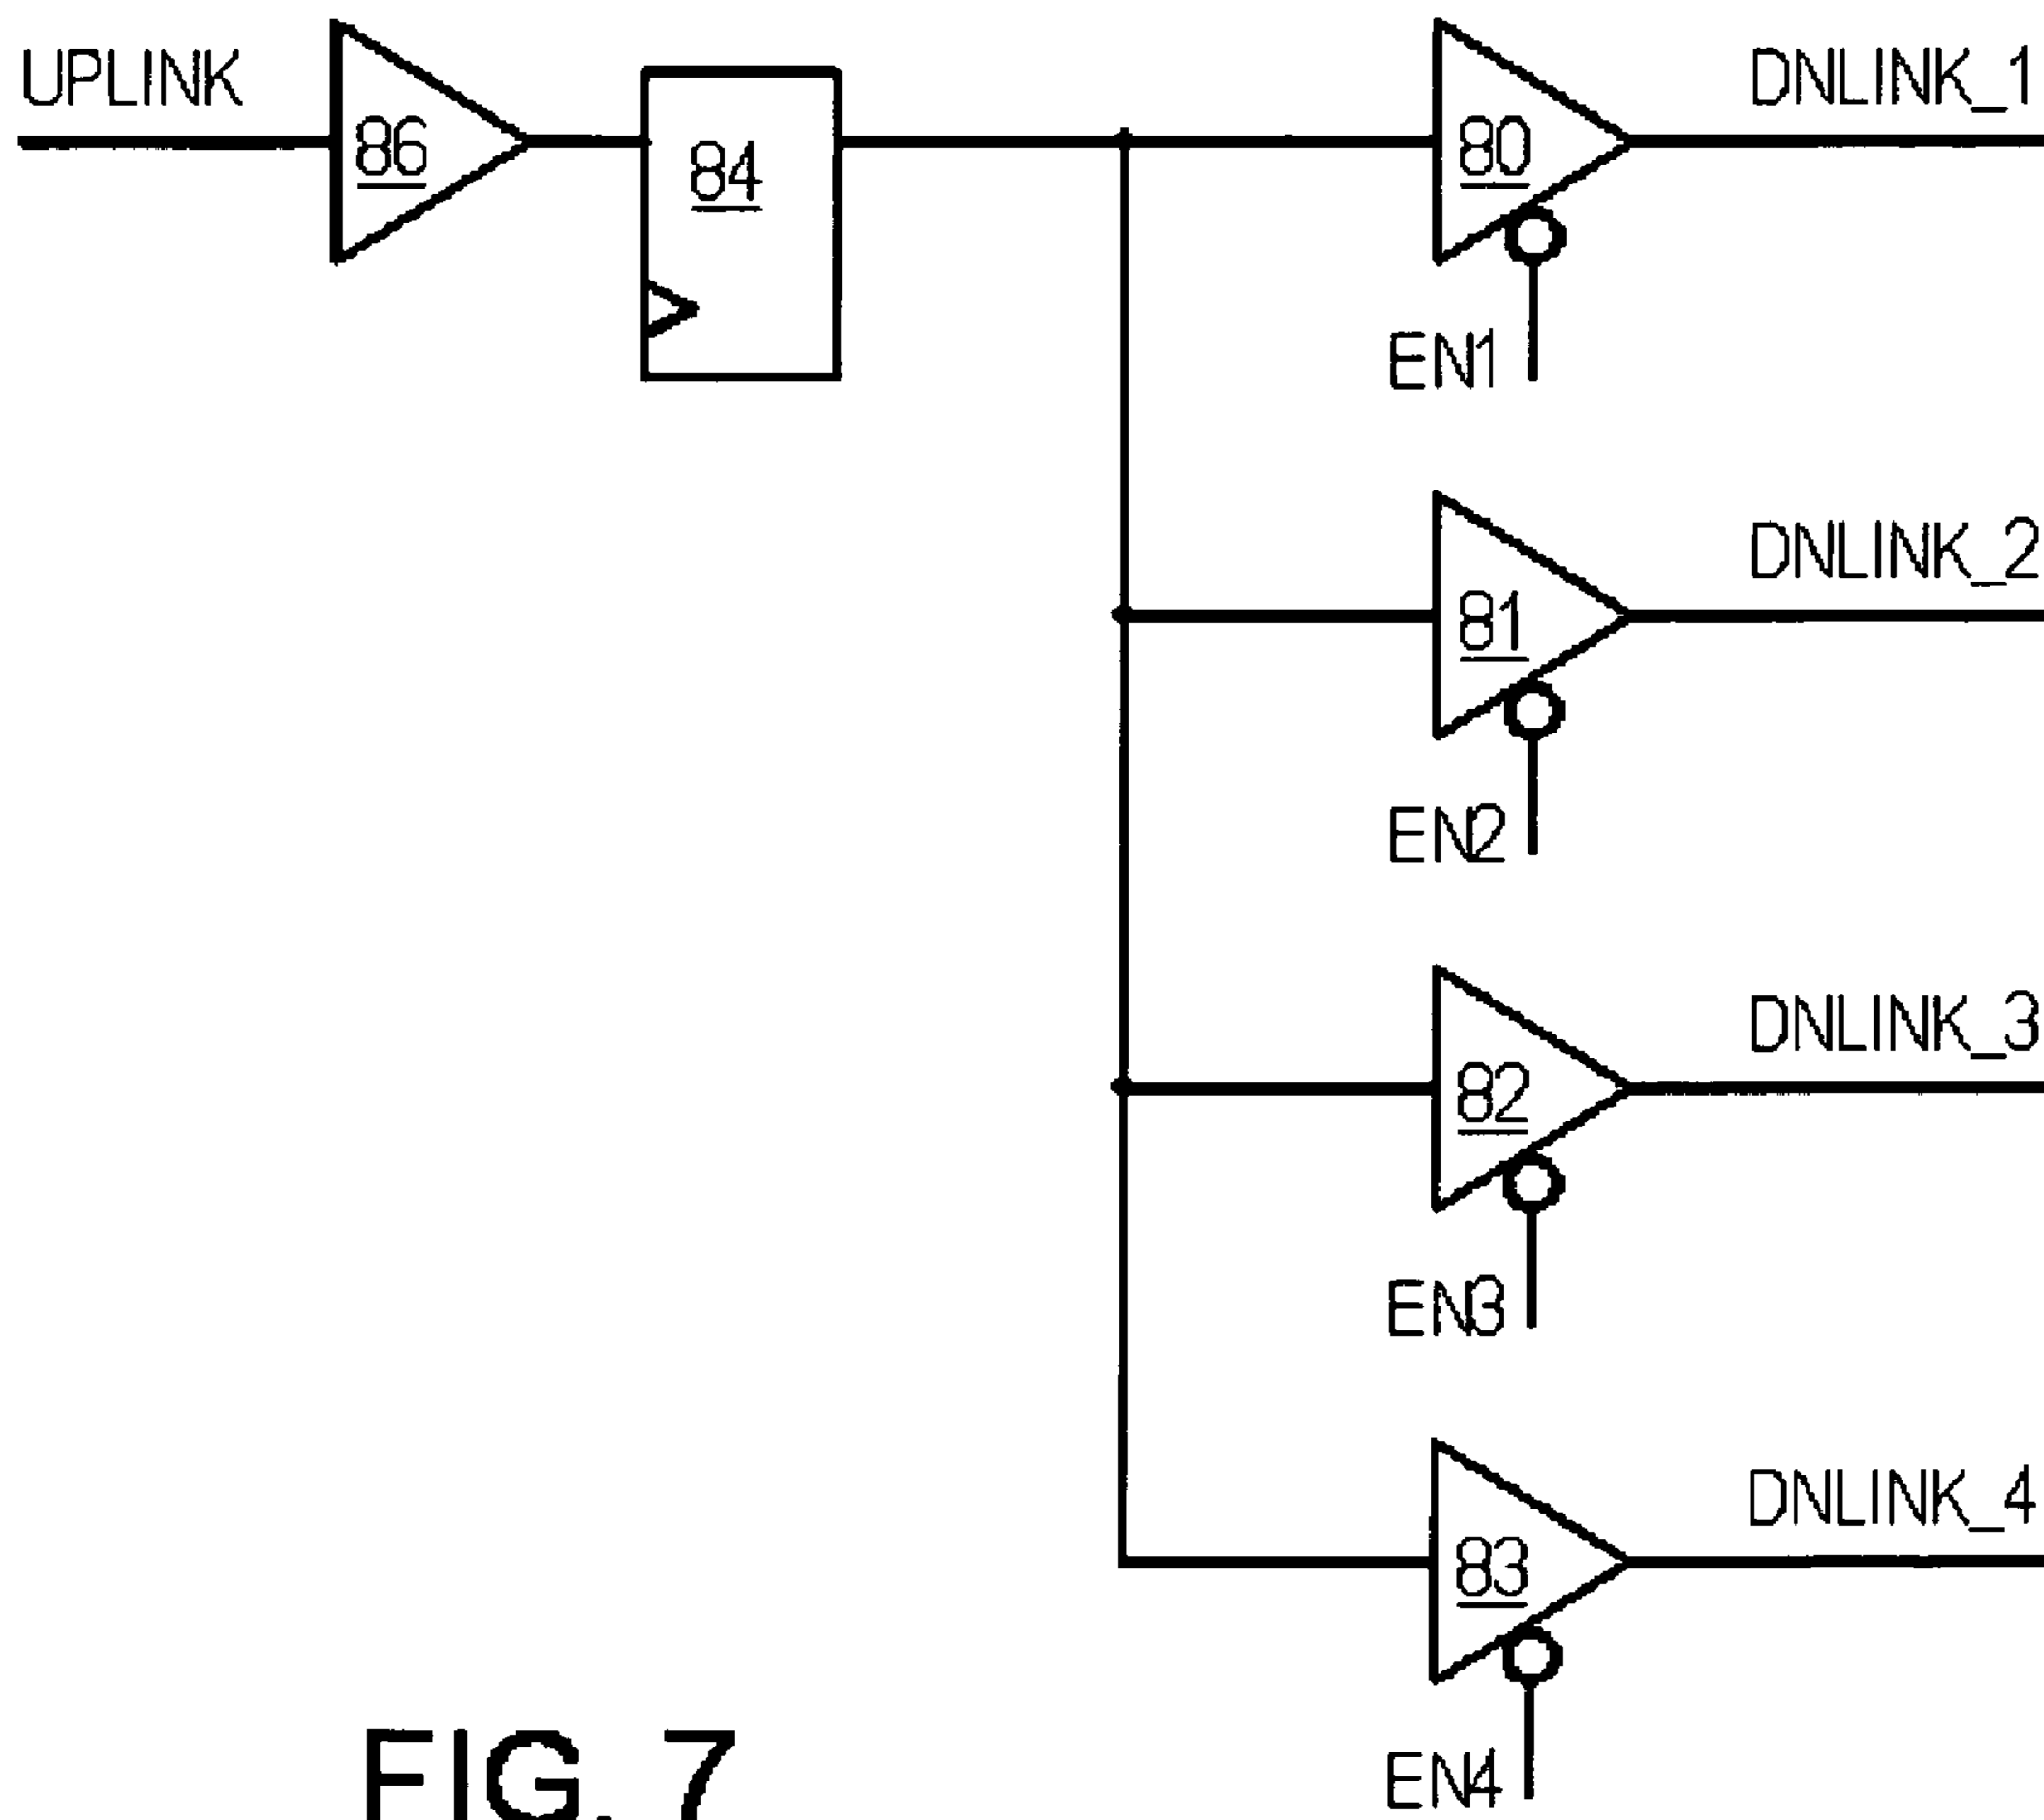 UPLINK
86
84
80
DNLINK_1
EN1
81
DNLINK_2
EN2
82
DNLINK_3
EN3
83
DNLINK_4
EN4
FIG. 7